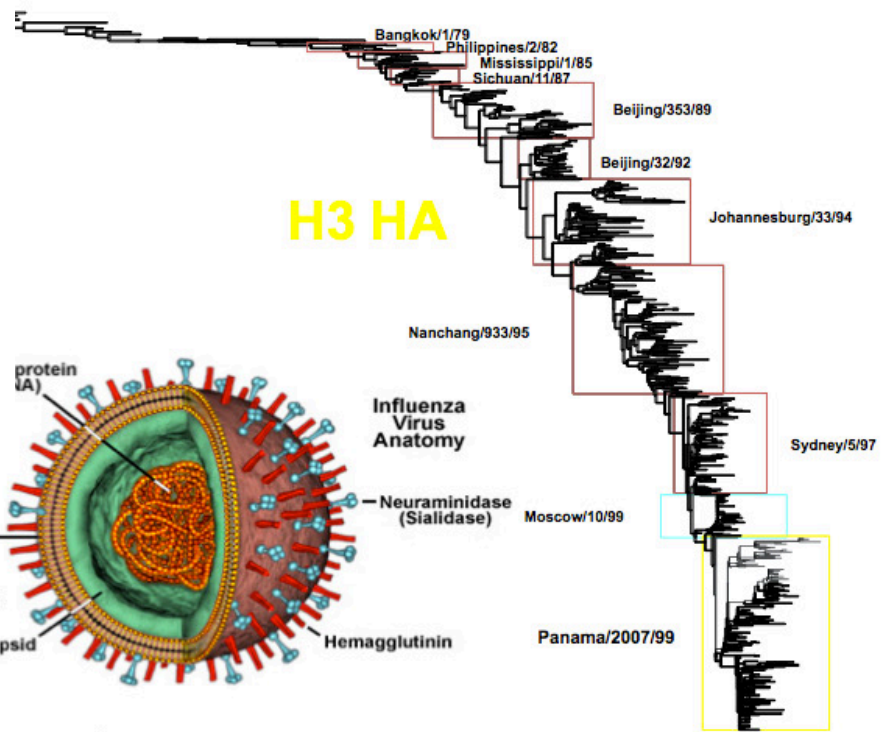 Bangkok/1/79
Philippines/2/82
Mississippi/1/85
Sichuan/11/87
Beijing/353/89
Beijing/32/92
H3 HA
Johannesburg/33/94
Nanchang/933/95
protein
NA)
Influenza
Virus
Anatomy
Sydney/5/97
Neuraminidase
(Sialidase)
Moscow/10/99
psid
Hemagglutinin
Panama/2007/99